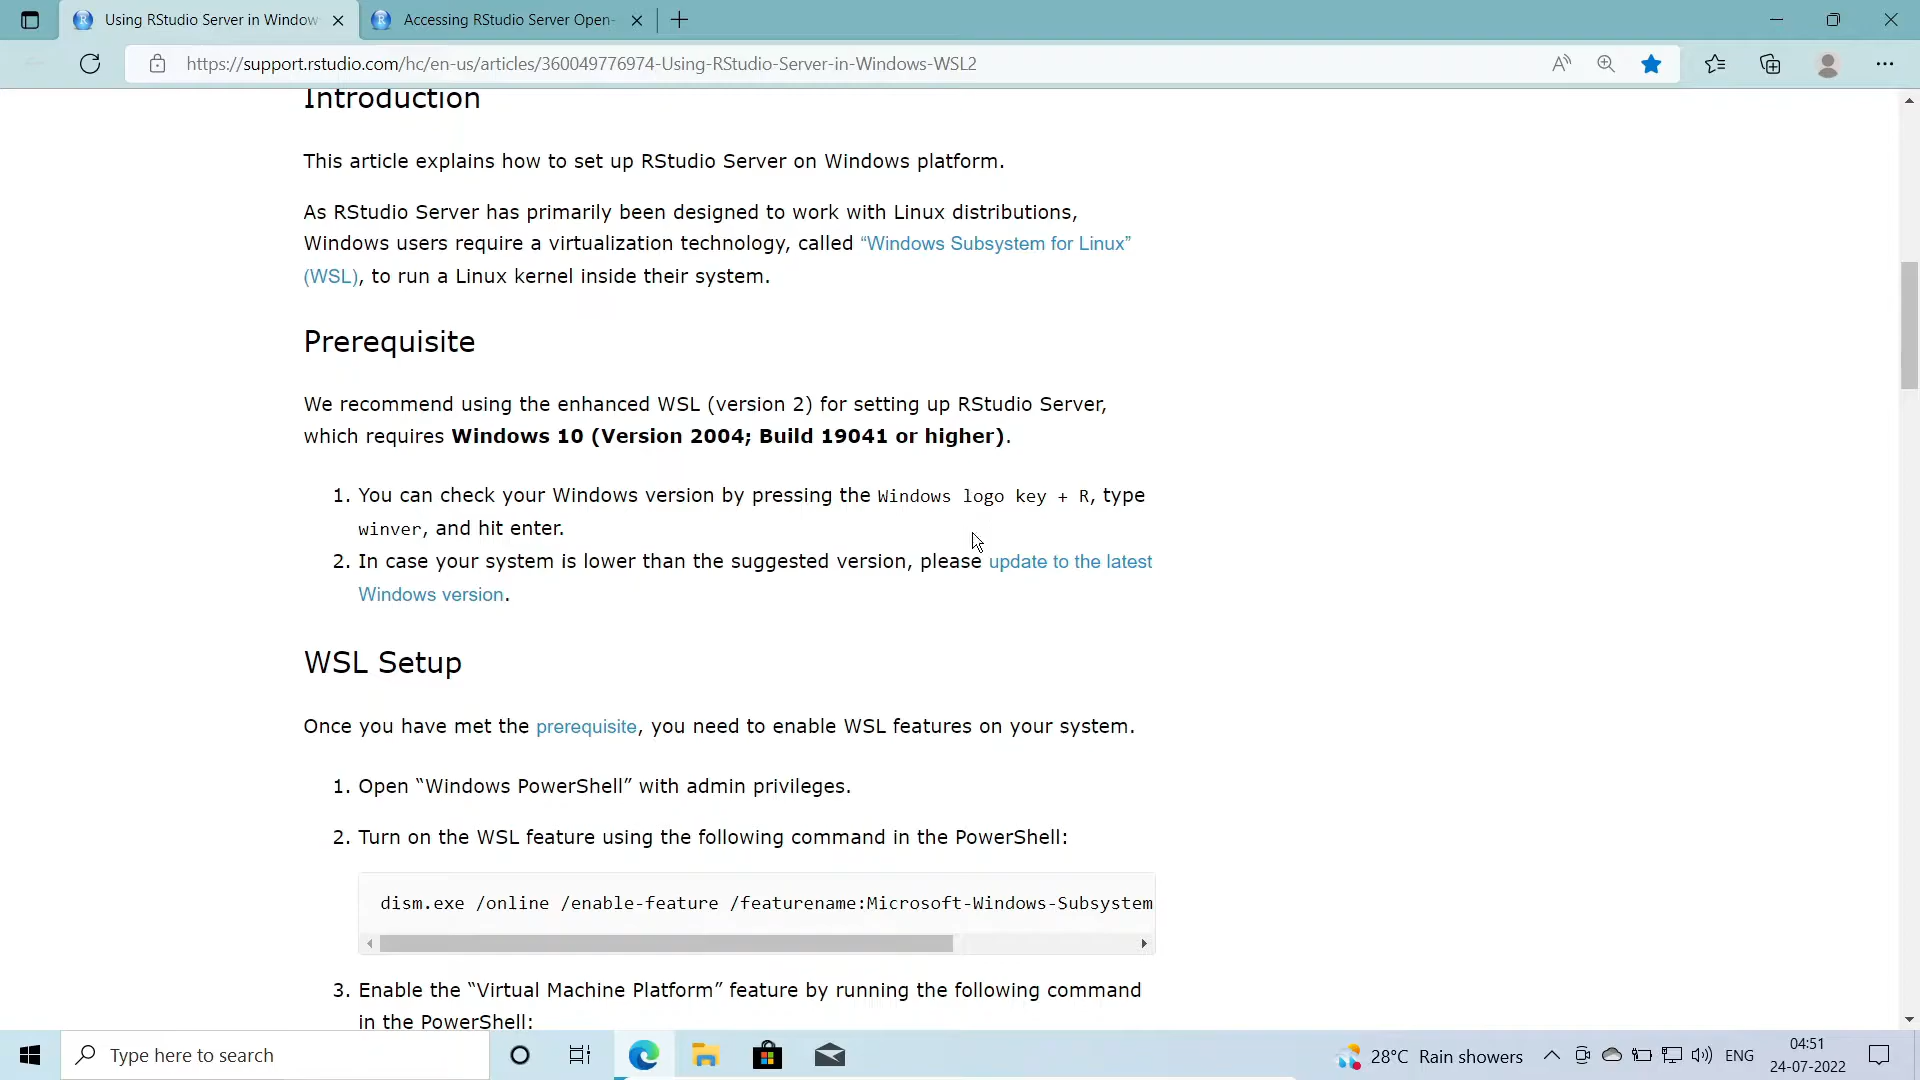 Using RStudio Server in Window
Accessing RStudio Server Open-
https://support.rstudio.com/hc/en-us/articles/360049776974-Using-RStudio-Server-in-Windows-WSL2
Introduction
This article explains how to set up RStudio Server on Windows platform.
As RStudio Server has primarily been designed to work with Linux distributions,
Windows users require a virtualization technology, called “Windows Subsystem for Linux”
(WSL), to run a Linux kernel inside their system.
Prerequisite
We recommend using the enhanced WSL (version 2) for setting up RStudio Server,
which requires Windows 10 (Version 2004; Build 19041 or higher).
1. You can check your Windows version by pressing the Windows logo key + R, type
winver, and hit enter.
2. In case your system is lower than the suggested version, please update to the latest
Windows version.
WSL Setup
Once you have met the prerequisite, you need to enable WSL features on your system.
1. Open “Windows PowerShell” with admin privileges.
2. Turn on the WSL feature using the following command in the PowerShell:
dism.exe /online /enable-feature /featurename:Microsoft-Windows-Subsystem
3. Enable the “Virtual Machine Platform” feature by running the following command
in the PowerShell:
Type here to search
28°C Rain showers
ENG
04:51
24-07-2022